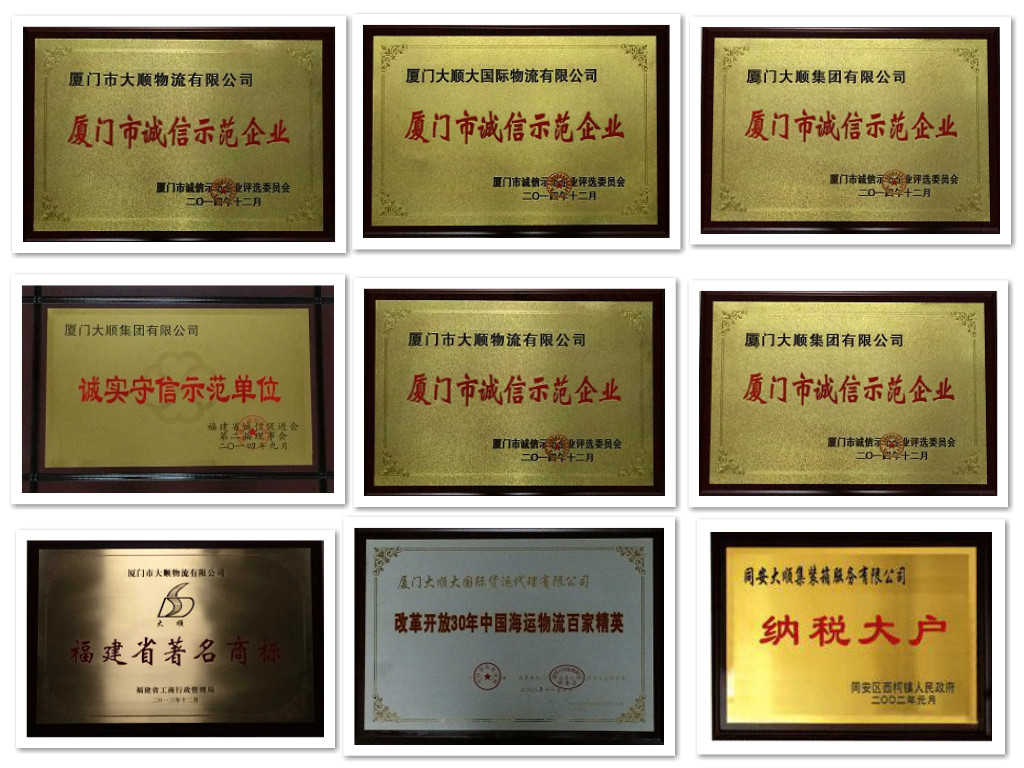 厦门市大顺物流有限公司
厦门市诚信示范企业
厦门市诚信示范企业评选委员会
二〇一四年十二月
厦门大顺大国际物流有限公司
厦门市诚信示范企业
厦门市诚信示范企业评选委员会
二〇一四年十二月
厦门大顺集团有限公司
厦门市诚信示范企业
厦门市诚信示范企业评选委员会
二〇一四年十二月
厦门大顺集团有限公司
诚实守信示范单位
福建省诚信促进会
第二届理事会
二〇一四年九月
厦门市大顺物流有限公司
厦门市诚信示范企业
厦门市诚信示范企业评选委员会
二〇一四年十二月
厦门大顺集团有限公司
厦门市诚信示范企业
厦门市诚信示范企业评选委员会
二〇一四年十二月
厦门市大顺物流有限公司
大顺
福建省著名商标
福建省工商行政管理局
二〇一三年十二月
厦门大顺大国际货运代理有限公司
改革开放30年中国海运物流百家精英
同安大顺集装箱服务有限公司
纳税大户
同安区西柯镇人民政府
二〇〇二年元月